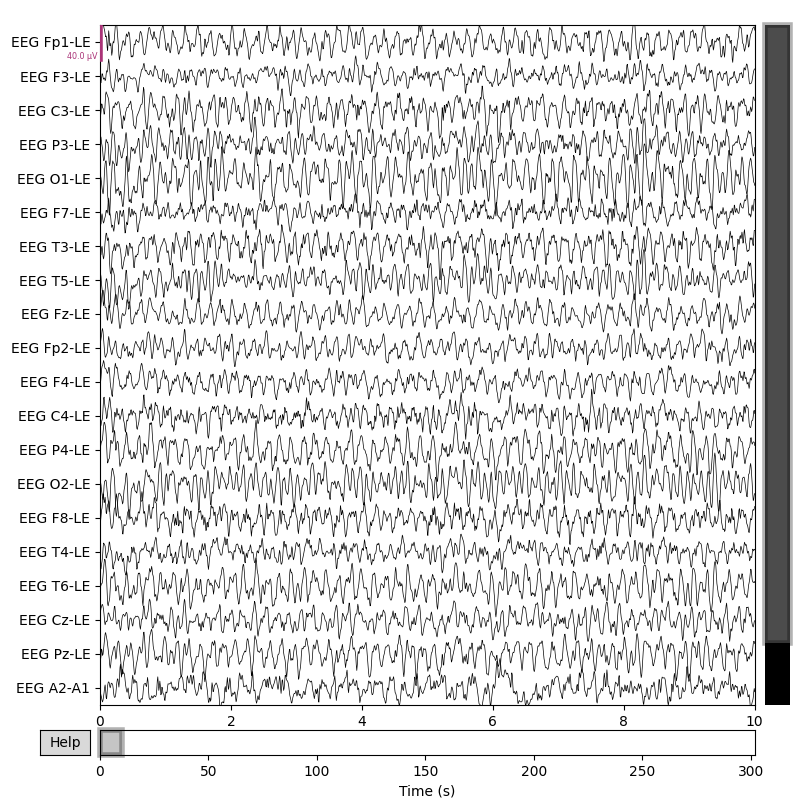 EEG Fp1-LE
40.0 µV
EEG F3-LE
EEG C3-LE
EEG P3-LE
EEG O1-LE
EEG F7-LE
EEG T3-LE
EEG T5-LE
EEG Fz-LE
EEG Fp2-LE
EEG F4-LE
EEG C4-LE
EEG P4-LE
EEG O2-LE
EEG F8-LE
EEG T4-LE
EEG T6-LE
EEG Cz-LE
EEG Pz-LE
EEG A2-A1
0 2 4 6 8 10
Help
0 50 100 150 200 250 300
Time (s)